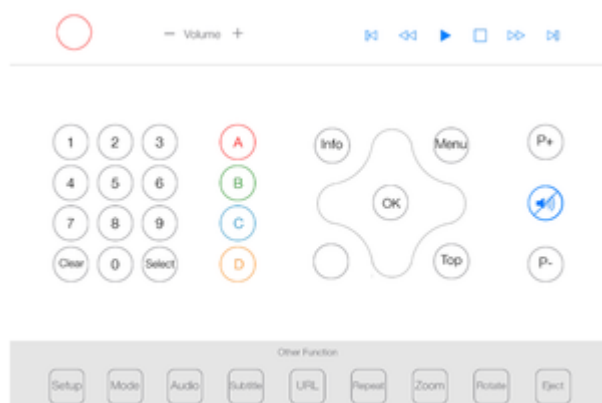 − Volume +
1 2 3 A Info Menu P+
4 5 6 B OK
7 8 9 C
Clear 0 Select D Top P-
Other Function
Setup Mode Audio Subtitle URL Repeat Zoom Rotate Eject